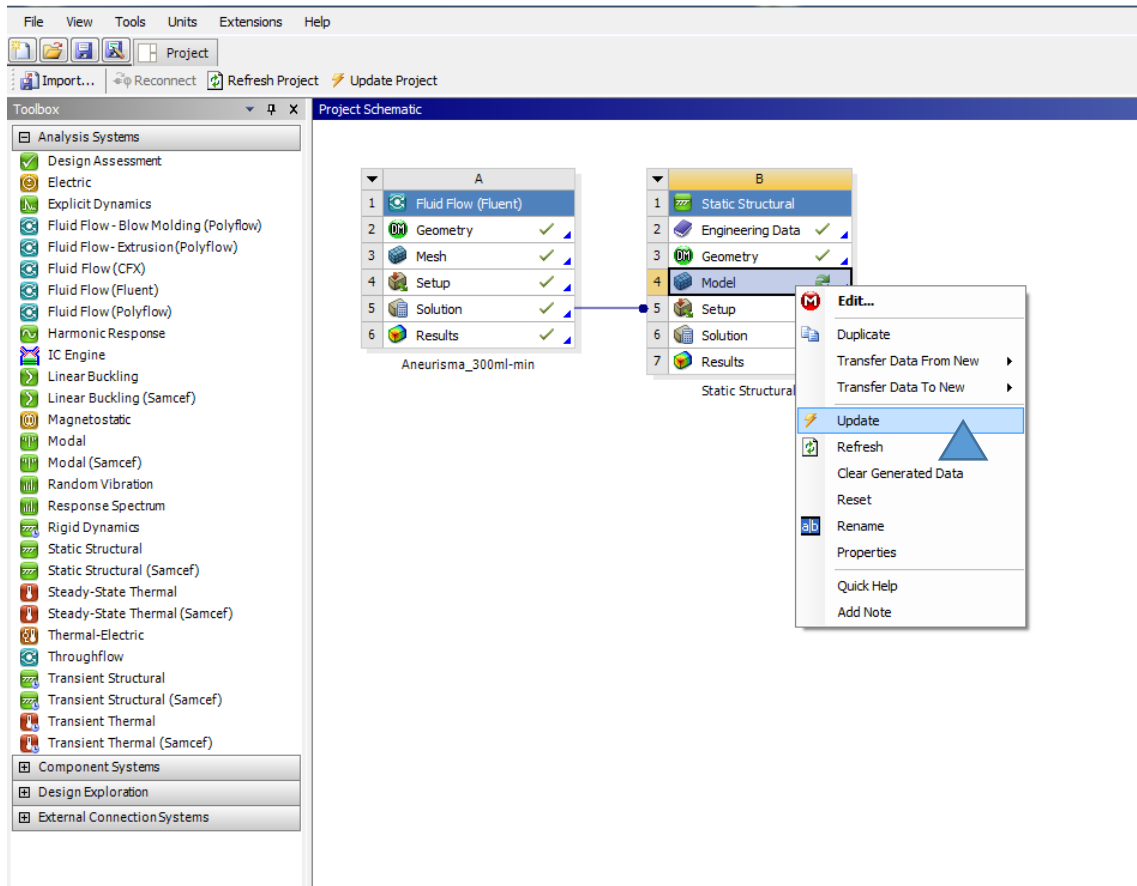 File View Tools Units Extensions Help
Project
Import... Reconnect Refresh Project Update Project
Toolbox
Project Schematic
Analysis Systems
Design Assessment
Electric
Explicit Dynamics
Fluid Flow - Blow Molding (Polyflow)
Fluid Flow - Extrusion (Polyflow)
Fluid Flow (CFX)
Fluid Flow (Fluent)
Fluid Flow (Polyflow)
Harmonic Response
IC Engine
Linear Buckling
Linear Buckling (Samcef)
Magnetostatic
Modal
Modal (Samcef)
Random Vibration
Response Spectrum
Rigid Dynamics
Static Structural
Static Structural (Samcef)
Steady-State Thermal
Steady-State Thermal (Samcef)
Thermal-Electric
Throughflow
Transient Structural
Transient Structural (Samcef)
Transient Thermal
Transient Thermal (Samcef)
Component Systems
Design Exploration
External Connection Systems
A
1 Fluid Flow (Fluent)
2 DM Geometry
3 Mesh
4 Setup
5 Solution
6 Results
Aneurisma_300ml-min
B
1 Static Structural
2 Engineering Data
3 DM Geometry
4 Model
5 Setup
6 Solution
7 Results
Static Structural
M Edit...
Duplicate
Transfer Data From New
Transfer Data To New
Update
Refresh
Clear Generated Data
Reset
ab Rename
Properties
Quick Help
Add Note